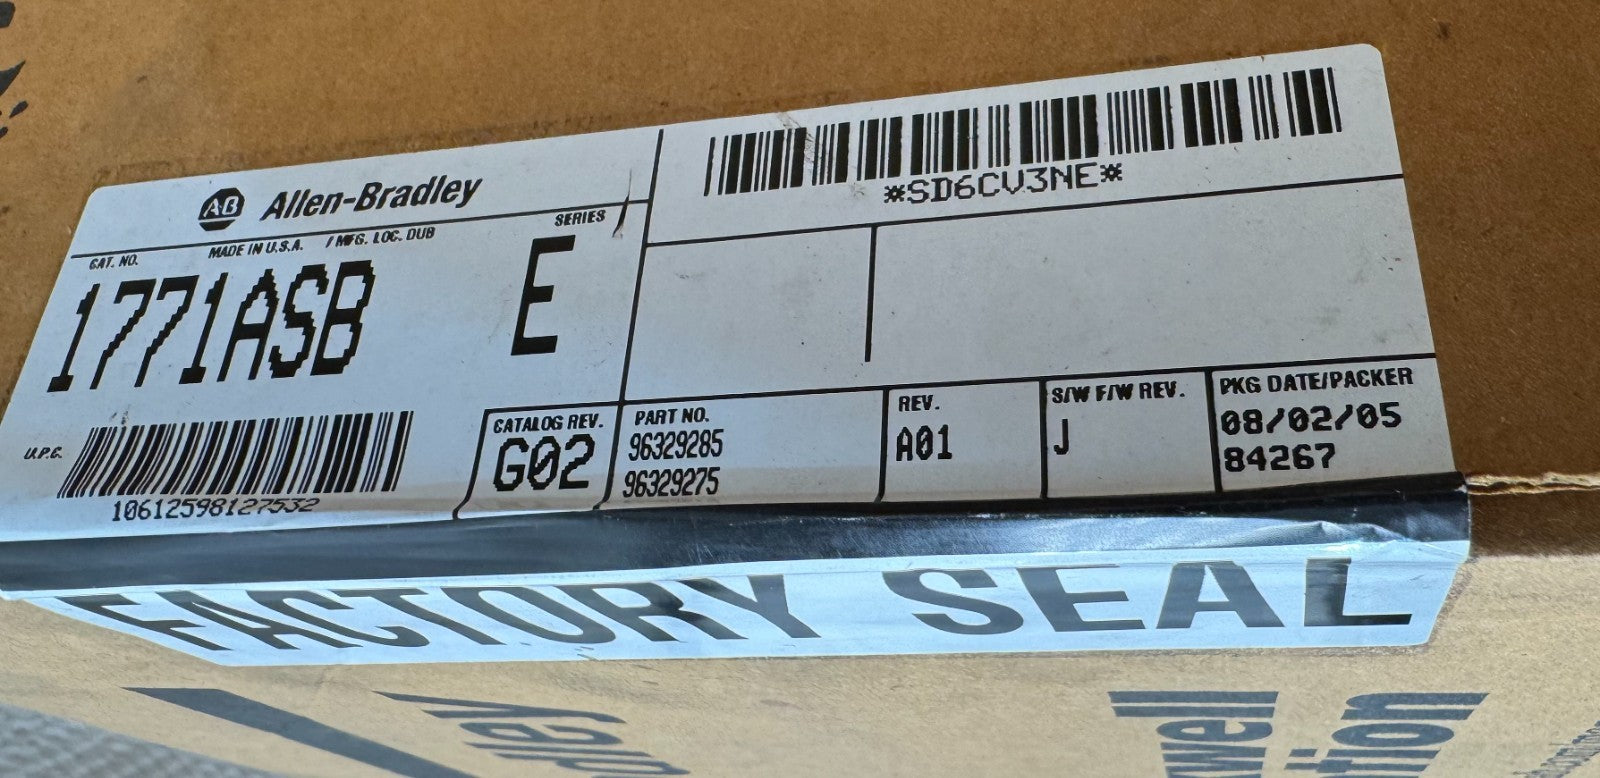 AB Allen-Bradley
CAT. NO. MADE IN U.S.A. / MFG. LOC. DUB SERIES
1771ASB E
U.P.C.
10612598127532
CATALOG REV.
G02
*SD6CV3NE*
PART NO.
96329285
96329275
REV.
A01
S/W F/W REV.
J
PKG DATE/PACKER
08/02/05
84267
FACTORY SEAL